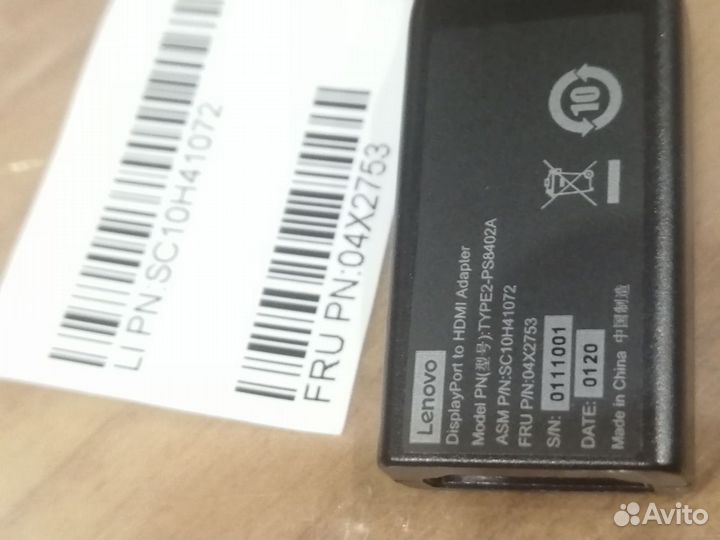 LI PN:SC10H41072
FRU PN:04X2753
10
Lenovo
DisplayPort to HDMI Adapter
Model PN(型号):TYPE2-PS8402A
ASM P/N:SC10H41072
FRU P/N:04X2753
S/N: 0111001
DATE: 0120
Made in China 中国制造
Avito